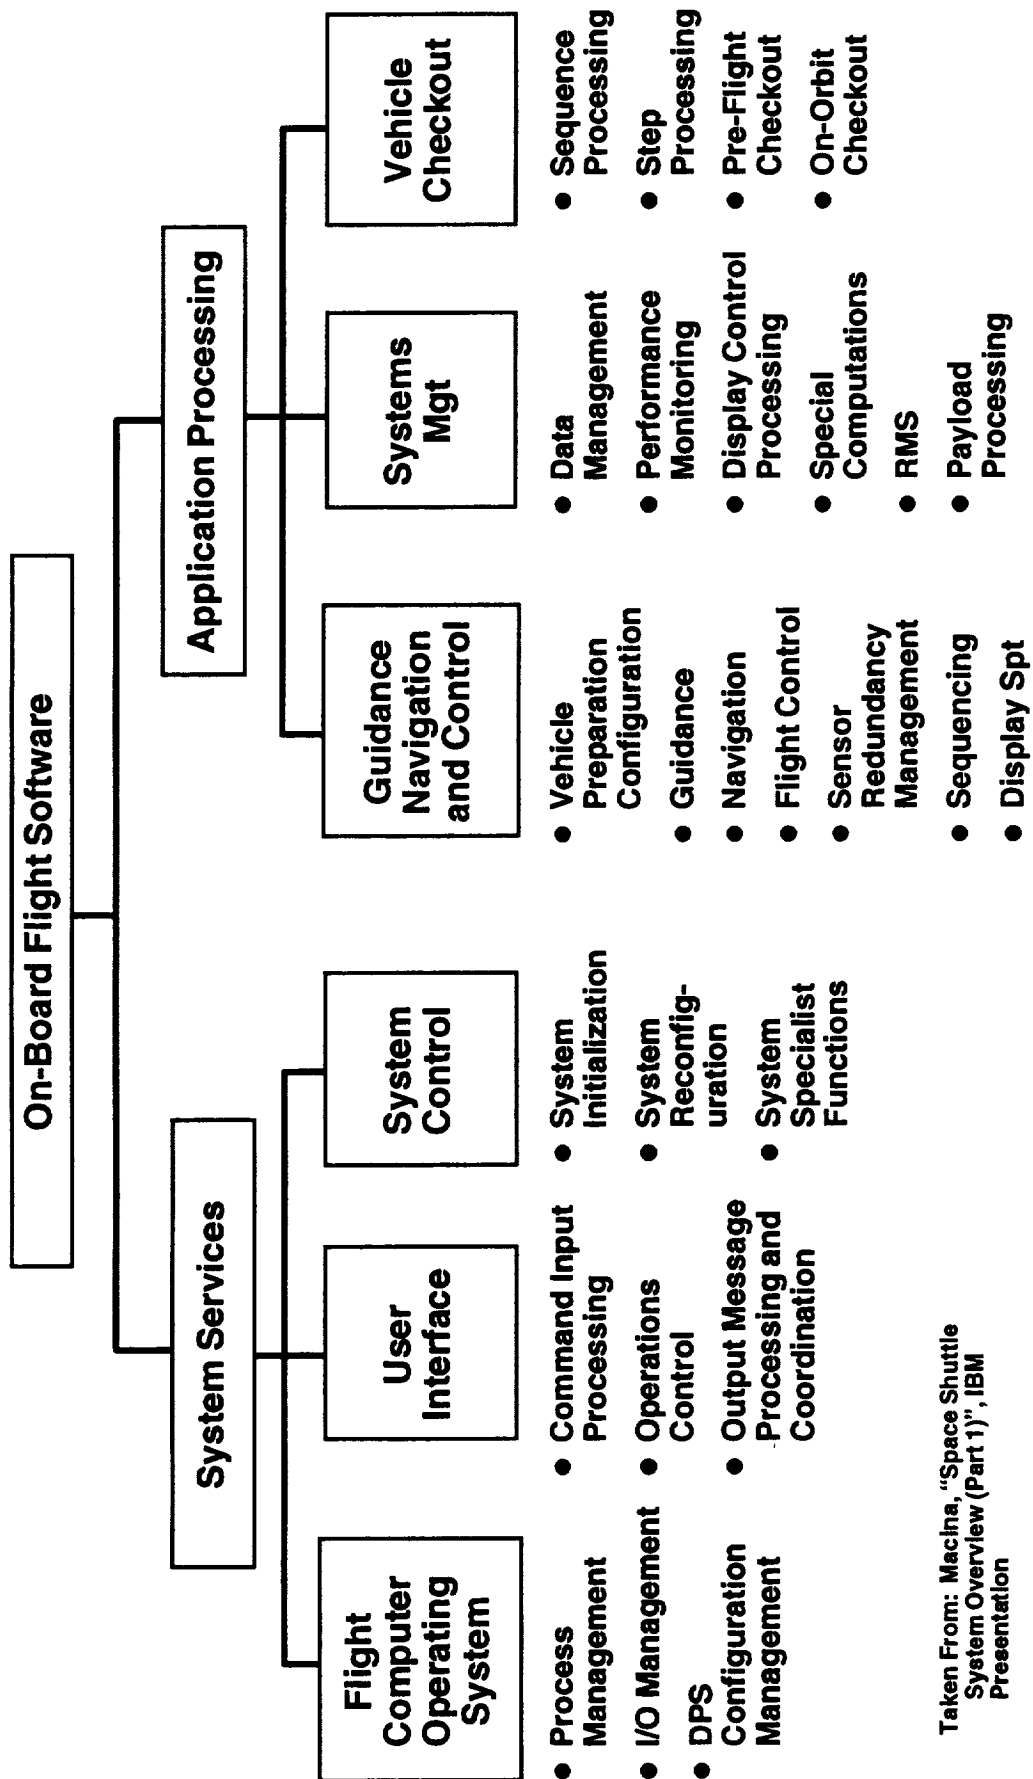 On-Board Flight Software
System Services
Application Processing
Flight
Computer
Operating
System
User
Interface
System
Control
Guidance
Navigation
and Control
Systems
Mgt
Vehicle
Checkout
● Process
Management
● I/O Management
● DPS
Configuration
Management
● Command Input
Processing
● Operations
Control
● Output Message
Processing and
Coordination
● System
Initialization
● System
Reconfig-
uration
● System
Specialist
Functions
● Vehicle
Preparation
Configuration
● Guidance
● Navigation
● Flight Control
● Sensor
Redundancy
Management
● Sequencing
● Display Spt
● Data
Management
● Performance
Monitoring
● Display Control
Processing
● Special
Computations
● RMS
● Payload
Processing
● Sequence
Processing
● Step
Processing
● Pre-Flight
Checkout
● On-Orbit
Checkout
Taken From: Macina, "Space Shuttle
System Overview (Part 1)", IBM
Presentation